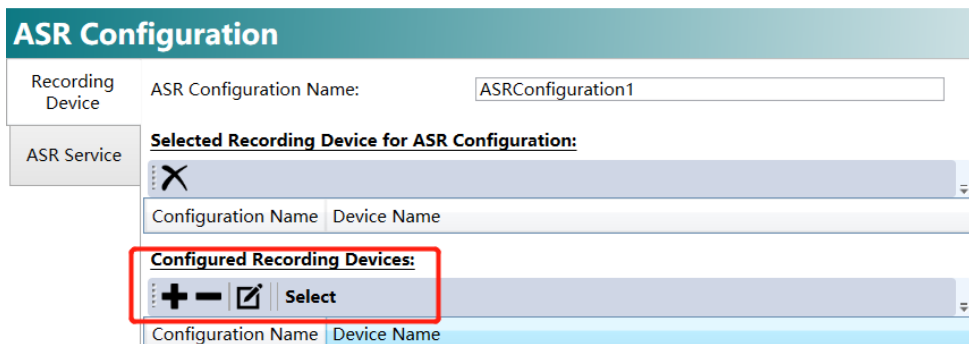 ASR Configuration
Recording
Device
ASR Configuration Name: ASRConfiguration1
ASR Service
Selected Recording Device for ASR Configuration:
Configuration Name Device Name
Configured Recording Devices:
Select
Configuration Name Device Name